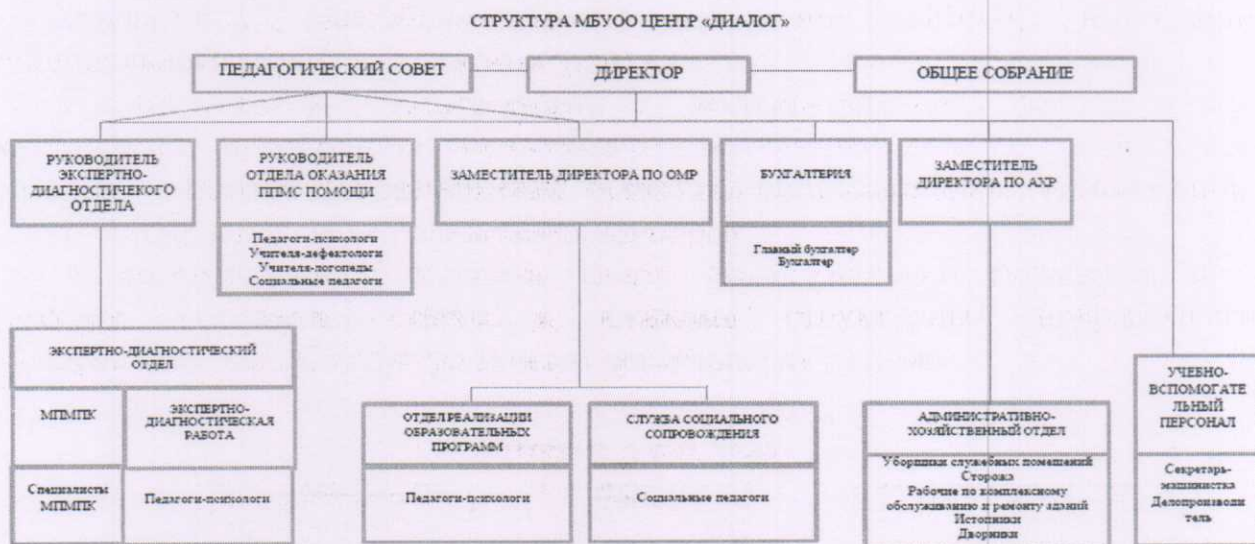 СТРУКТУРА МБУОО ЦЕНТР «ДИАЛОГ»
ПЕДАГОГИЧЕСКИЙ СОВЕТ
ДИРЕКТОР
ОБЩЕЕ СОБРАНИЕ
РУКОВОДИТЕЛЬ
ЭКСПЕРТНО-
ДИАГНОСТИЧЕКОГО
ОТДЕЛА
РУКОВОДИТЕЛЬ
ОТДЕЛА ОКАЗАНИЯ
ППМС ПОМОЩИ
Педагоги-психологи
Учителя-дефектологи
Учителя-логопеды
Социальные педагоги
ЗАМЕСТИТЕЛЬ ДИРЕКТОРА ПО ОМР
БУХГАЛТЕРИЯ
Главный бухгалтер
Бухгалтер
ЗАМЕСТИТЕЛЬ
ДИРЕКТОРА ПО АХР
ЭКСПЕРТНО-ДИАГНОСТИЧЕСКИЙ
ОТДЕЛ
МПМПК
ЭКСПЕРТНО-
ДИАГНОСТИЧЕСКАЯ
РАБОТА
Специалисты
МПМПК
Педагоги-психологи
ОТДЕЛ РЕАЛИЗАЦИИ
ОБРАЗОВАТЕЛЬНЫХ
ПРОГРАММ
Педагоги-психологи
СЛУЖБА СОЦИАЛЬНОГО
СОПРОВОЖДЕНИЯ
Социальные педагоги
АДМИНИСТРАТИВНО-
ХОЗЯЙСТВЕННЫЙ ОТДЕЛ
Уборщики служебных помещений
Сторожа
Рабочие по комплексному
обслуживанию и ремонту зданий
Истопники
Дворники
УЧЕБНО-
ВСПОМОГАТЕ
ЛЬНЫЙ
ПЕРСОНАЛ
Секретарь-
машинистка
Делопроизводи
тель